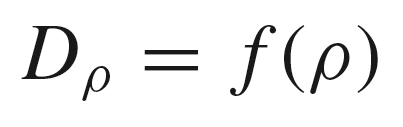 D_ρ = f(ρ)